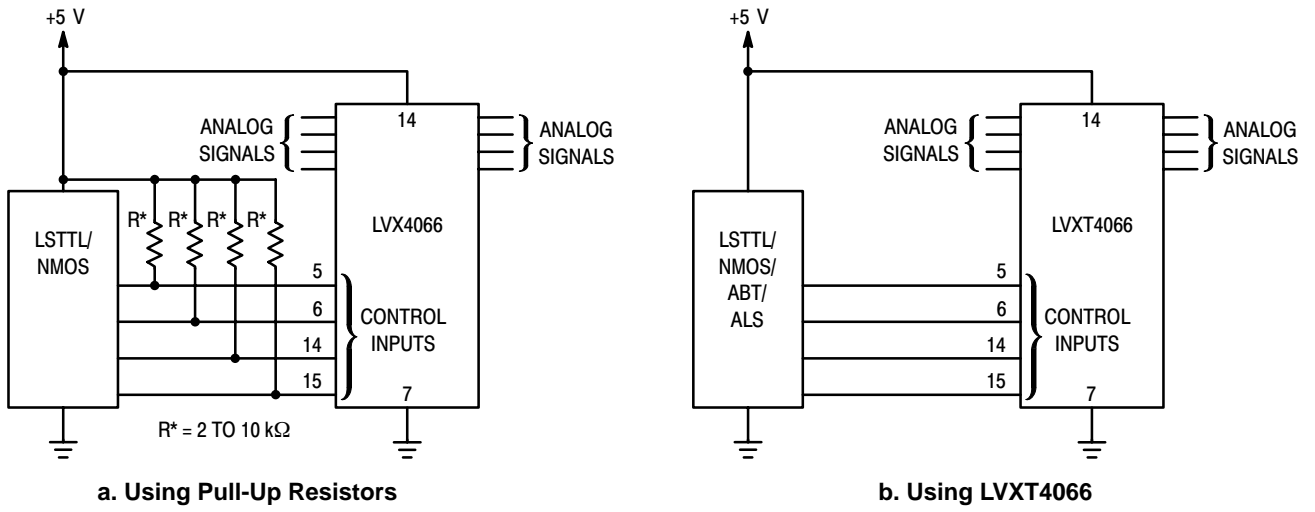 +5 V
14
ANALOG
SIGNALS
ANALOG
SIGNALS
R*
R*
R*
R*
LSTTL/
NMOS
LVX4066
5
6
14
15
CONTROL
INPUTS
7
R* = 2 TO 10 kΩ
a. Using Pull-Up Resistors
+5 V
14
ANALOG
SIGNALS
ANALOG
SIGNALS
LSTTL/
NMOS/
ABT/
ALS
LVXT4066
5
6
14
15
CONTROL
INPUTS
7
b. Using LVXT4066